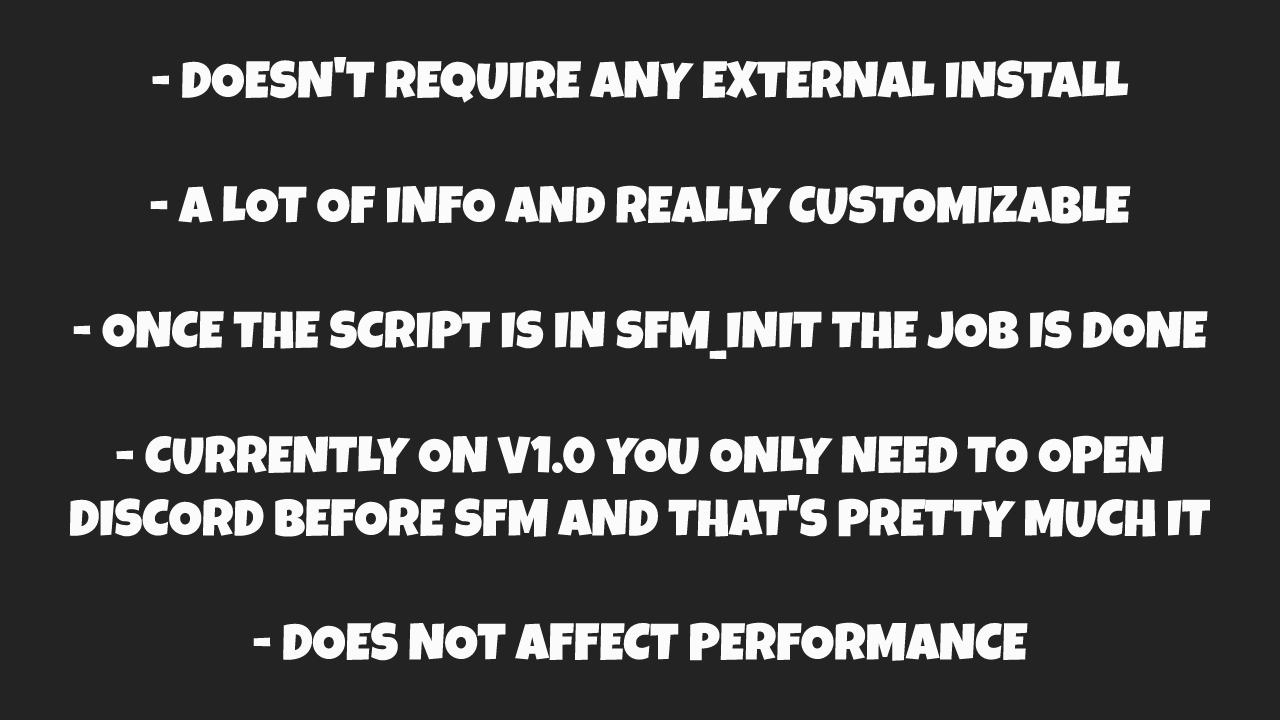 - DOESN'T REQUIRE ANY EXTERNAL INSTALL
- A LOT OF INFO AND REALLY CUSTOMIZABLE
- ONCE THE SCRIPT IS IN SFM_INIT THE JOB IS DONE
- CURRENTLY ON V1.0 YOU ONLY NEED TO OPEN
DISCORD BEFORE SFM AND THAT'S PRETTY MUCH IT
- DOES NOT AFFECT PERFORMANCE